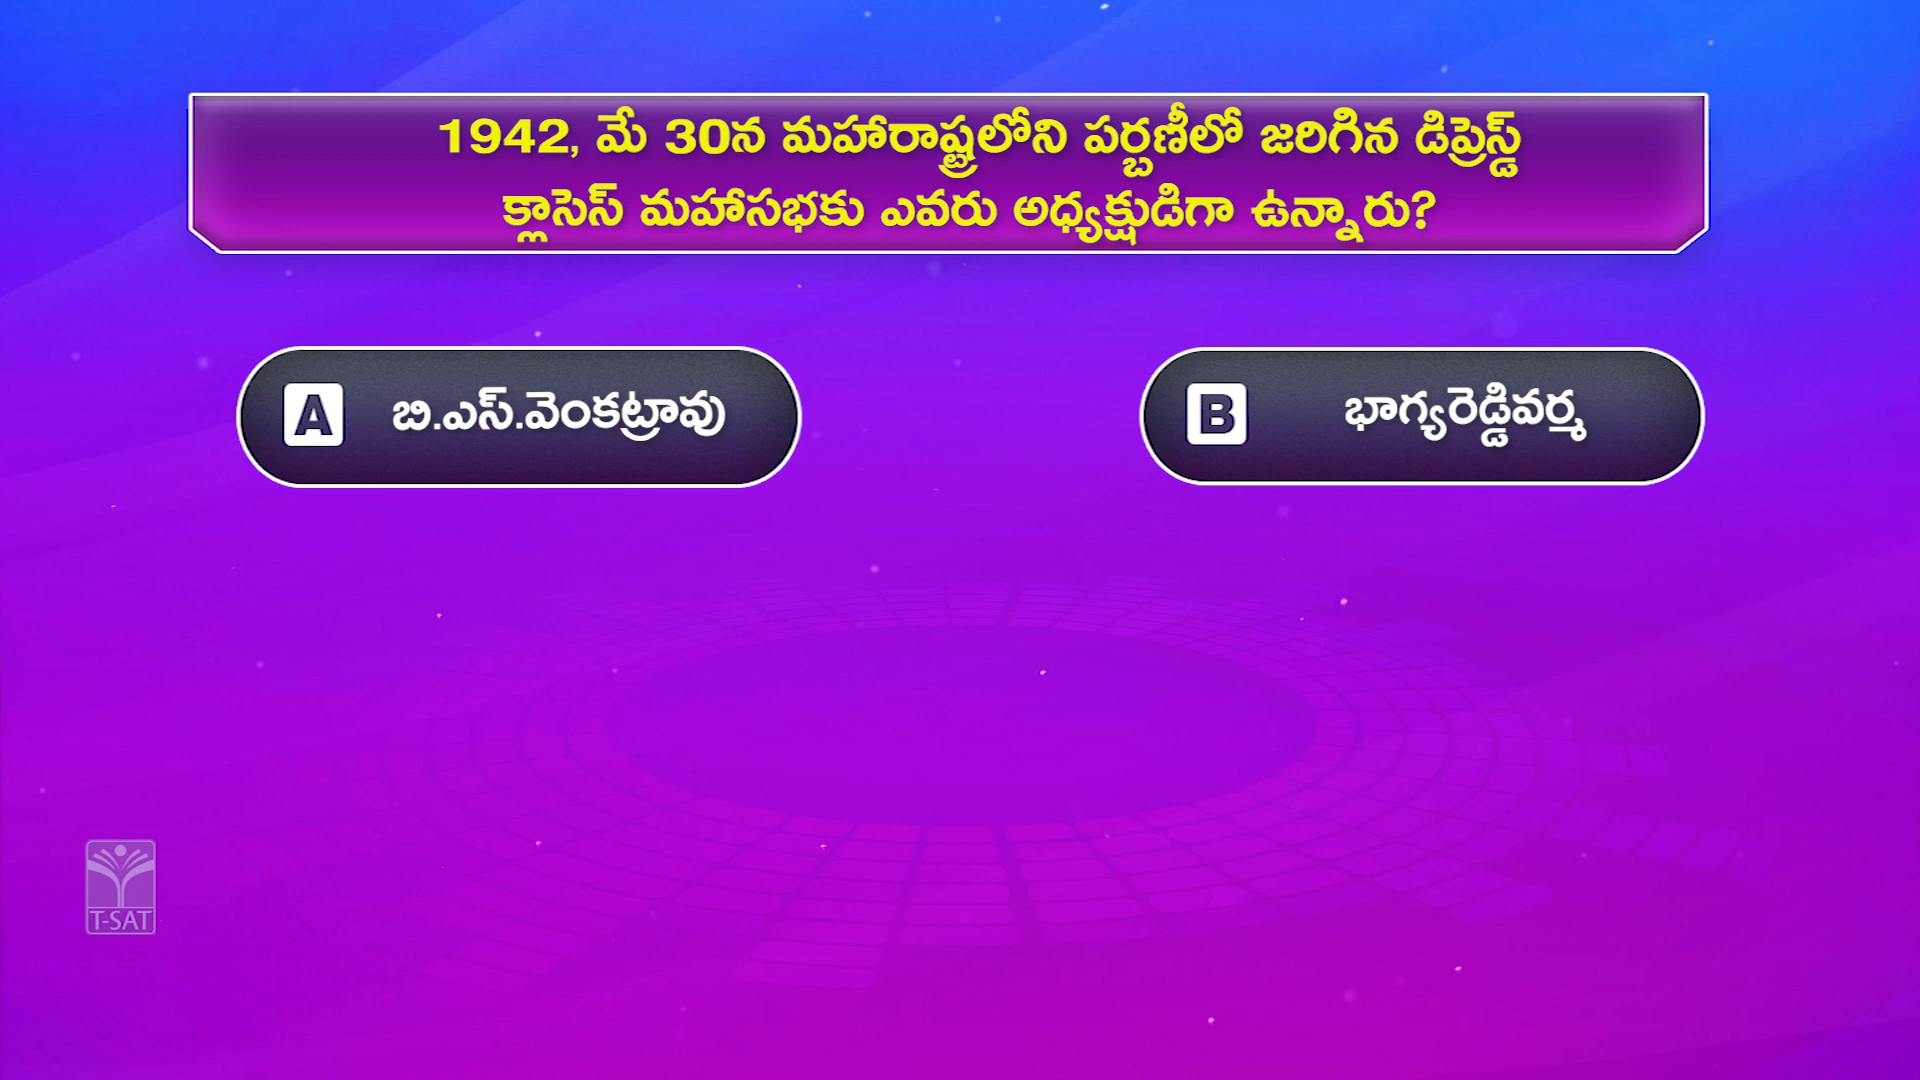 1942, మే 30న మహారాష్ట్రలోని పర్బణీలో జరిగిన డిప్రెస్డ్
క్లాసెస్ మహాసభకు ఎవరు అధ్యక్షుడిగా ఉన్నారు?
A బి.ఎస్.వెంకట్రావు
B భాగ్యరెడ్డివర్మ
T-SAT